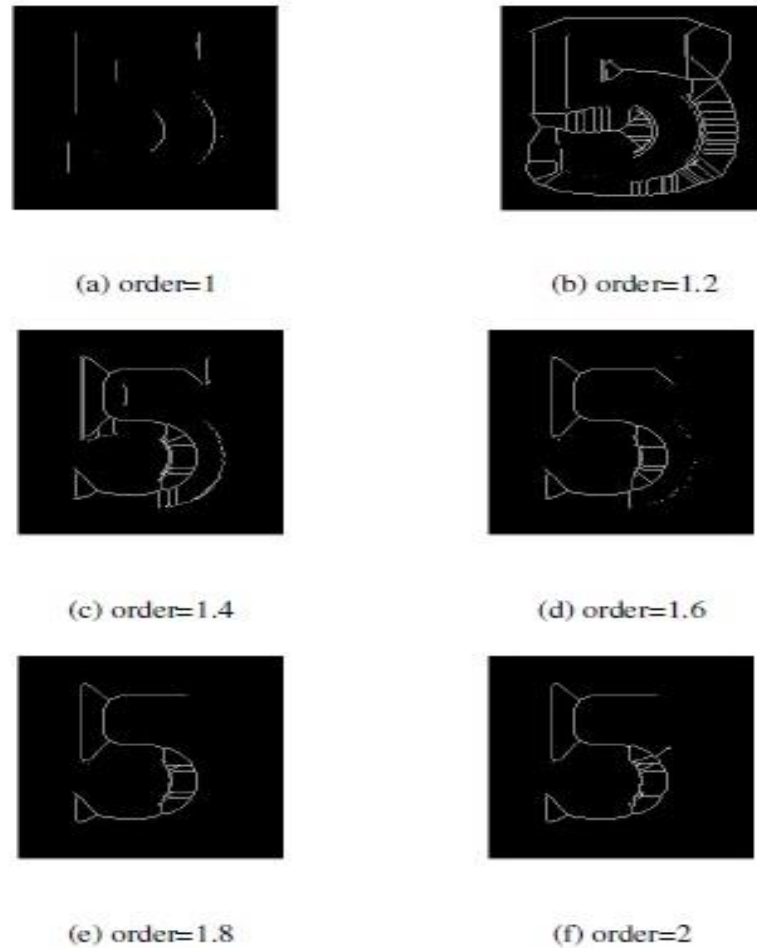 (a) order=1
(b) order=1.2
(c) order=1.4
(d) order=1.6
(e) order=1.8
(f) order=2